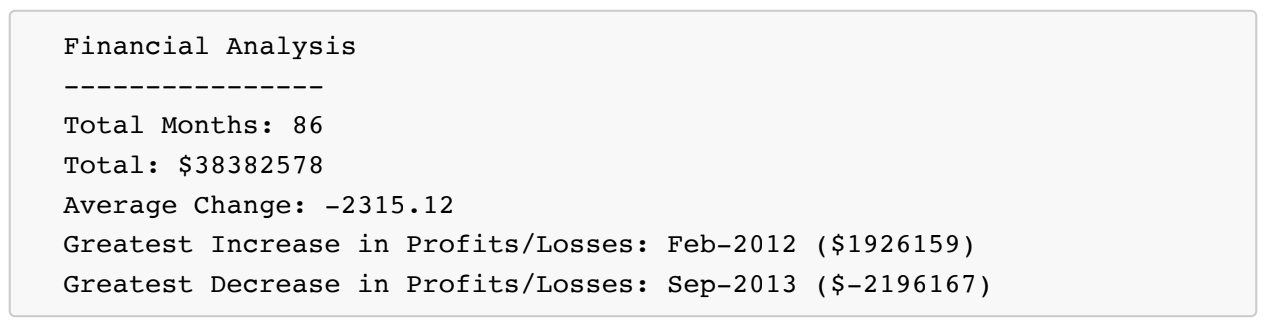 Financial Analysis
----------------
Total Months: 86
Total: $38382578
Average Change: -2315.12
Greatest Increase in Profits/Losses: Feb-2012 ($1926159)
Greatest Decrease in Profits/Losses: Sep-2013 ($-2196167)